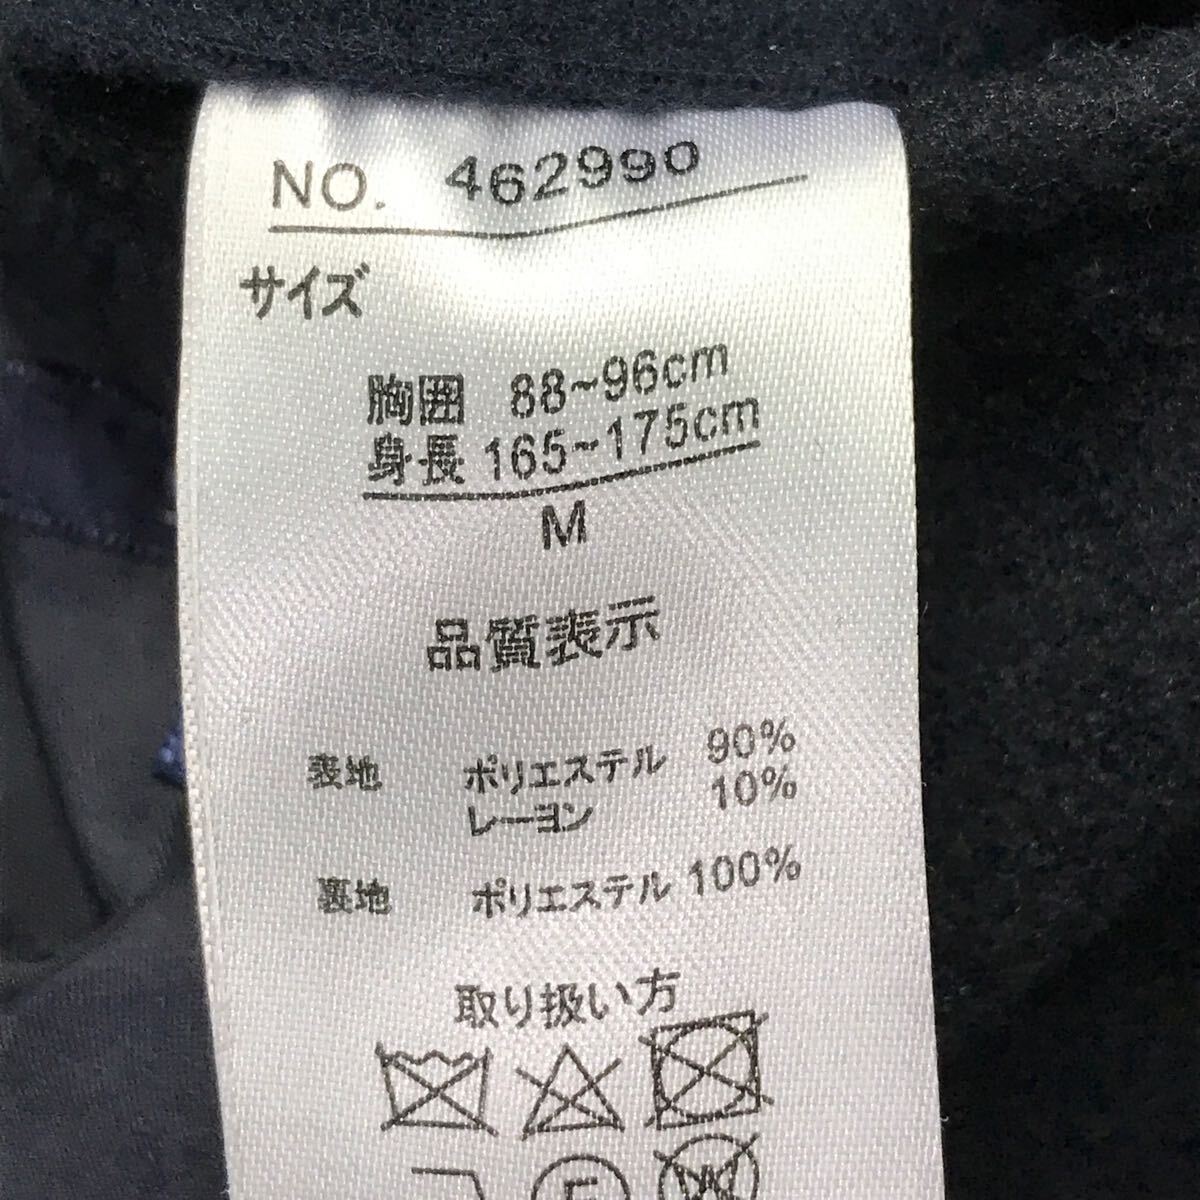 NO. 462990
サイズ
胸囲 88~96cm
身長 165~175cm
M
品質表示
表地 ポリエステル 90%
レーヨン 10%
裏地 ポリエステル 100%
取り扱い方